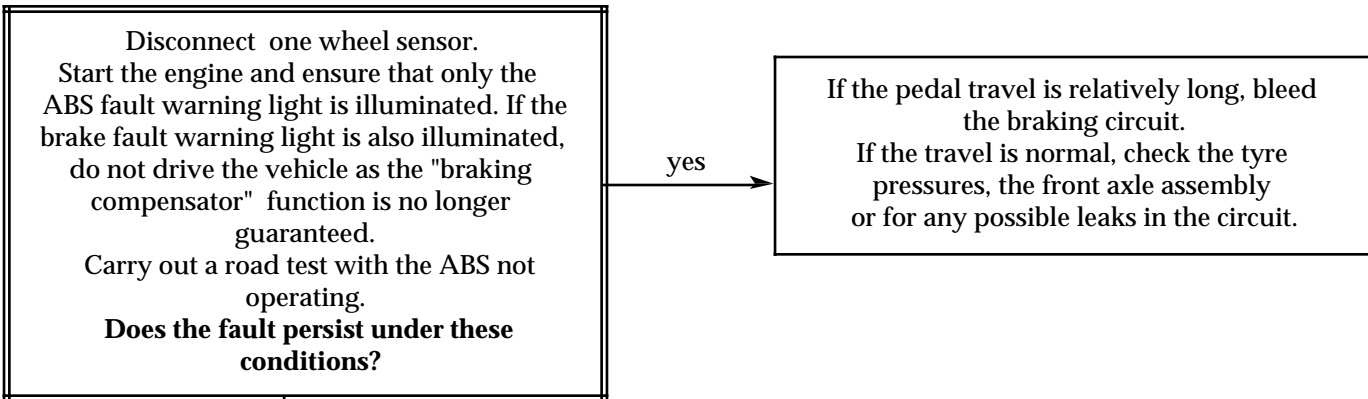 Disconnect one wheel sensor.
Start the engine and ensure that only the
ABS fault warning light is illuminated. If the
brake fault warning light is also illuminated,
do not drive the vehicle as the "braking
compensator" function is no longer
guaranteed.
Carry out a road test with the ABS not
operating.
Does the fault persist under these
conditions?
yes
If the pedal travel is relatively long, bleed
the braking circuit.
If the travel is normal, check the tyre
pressures, the front axle assembly
or for any possible leaks in the circuit.